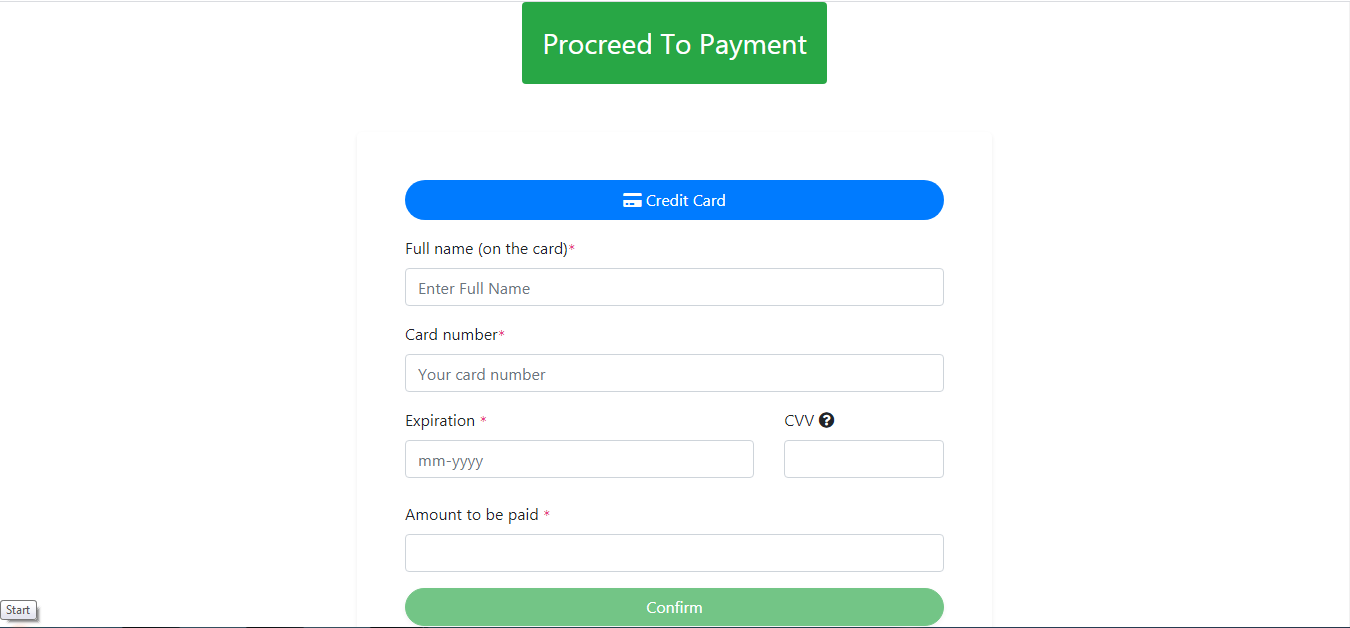 Procreed To Payment
Credit Card
Full name (on the card)*
Enter Full Name
Card number*
Your card number
Expiration * CVV ?
mm-yyyy
Amount to be paid *
Confirm
Start